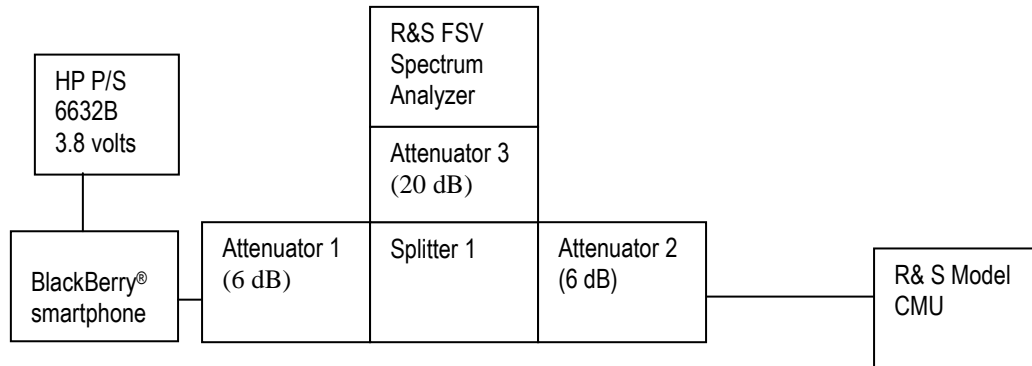 R&S FSV
Spectrum
Analyzer
HP P/S
6632B
3.8 volts
Attenuator 3
(20 dB)
Attenuator 1
(6 dB)
Splitter 1
Attenuator 2
(6 dB)
BlackBerry®
smartphone
R& S Model
CMU